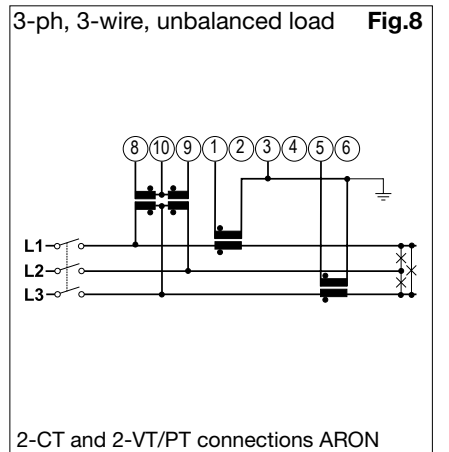 3-ph, 3-wire, unbalanced load Fig.8
8 10 9 1 2 3 4 5 6
L1
L2
L3
2-CT and 2-VT/PT connections ARON